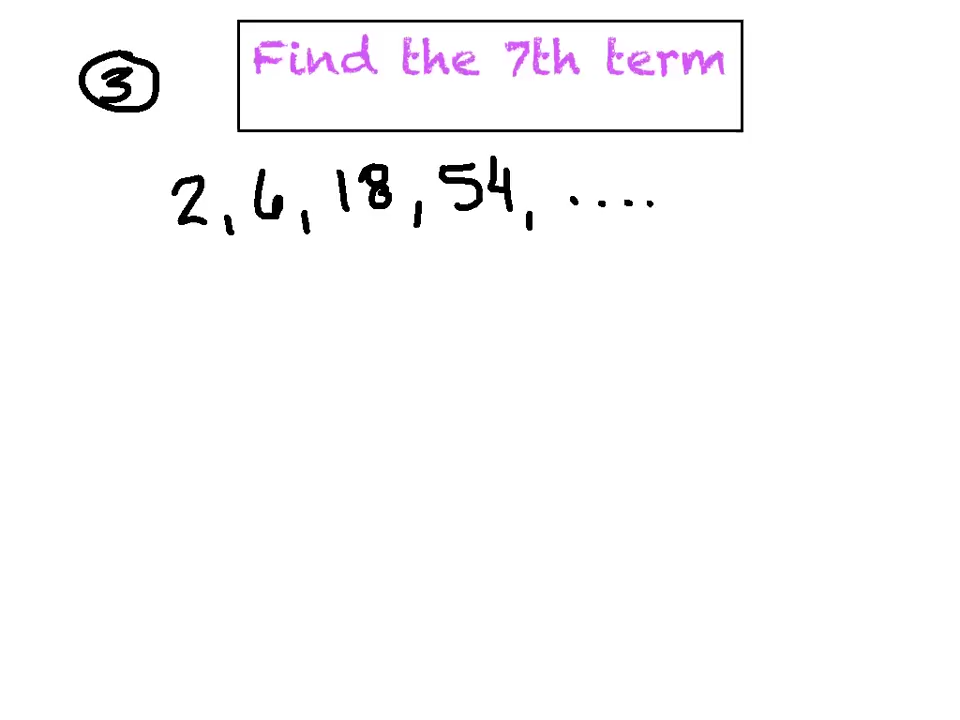 Find the 7th term
3
2, 6, 18, 54, ....